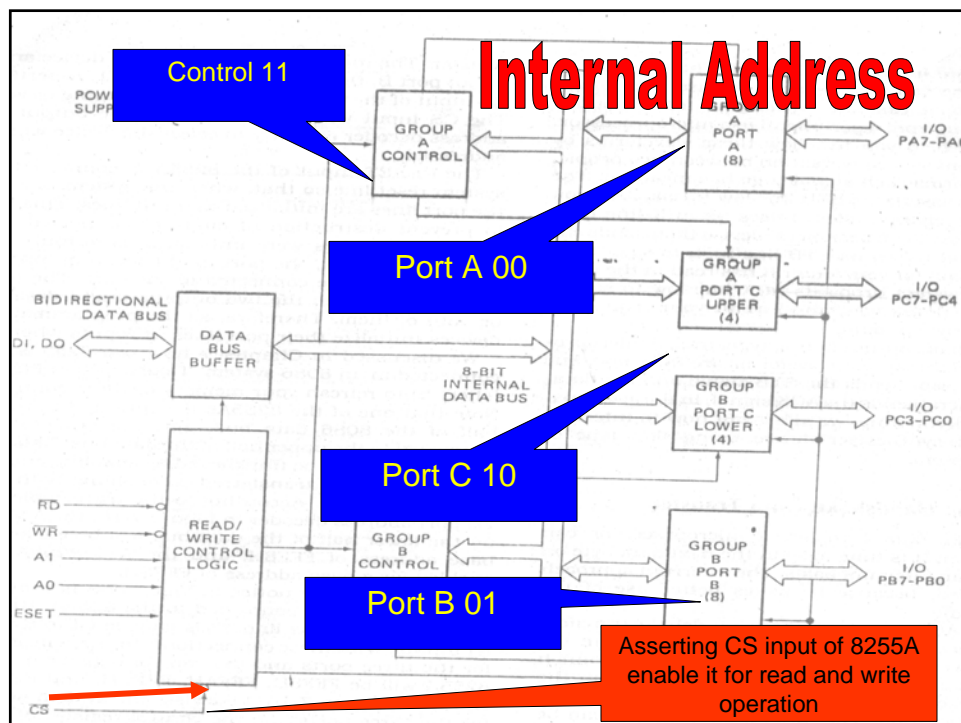 Internal Address
Control 11
POW
SUPP
GROUP
A
CONTROL
GROUP
A
PORT
A
(8)
I/O
PA7-PA0
Port A 00
GROUP
A
PORT C
UPPER
(4)
I/O
PC7-PC4
BIDIRECTIONAL
DATA BUS
DI, DO
DATA
BUS
BUFFER
8-BIT
INTERNAL
DATA BUS
GROUP
B
PORT C
LOWER
(4)
I/O
PC3-PC0
Port C 10
RD
WR
A1
A0
ESET
READ/
WRITE
CONTROL
LOGIC
GROUP
B
CONTROL
GROUP
B
PORT
B
(8)
I/O
PB7-PB0
Port B 01
Asserting CS input of 8255A
enable it for read and write
operation
CS